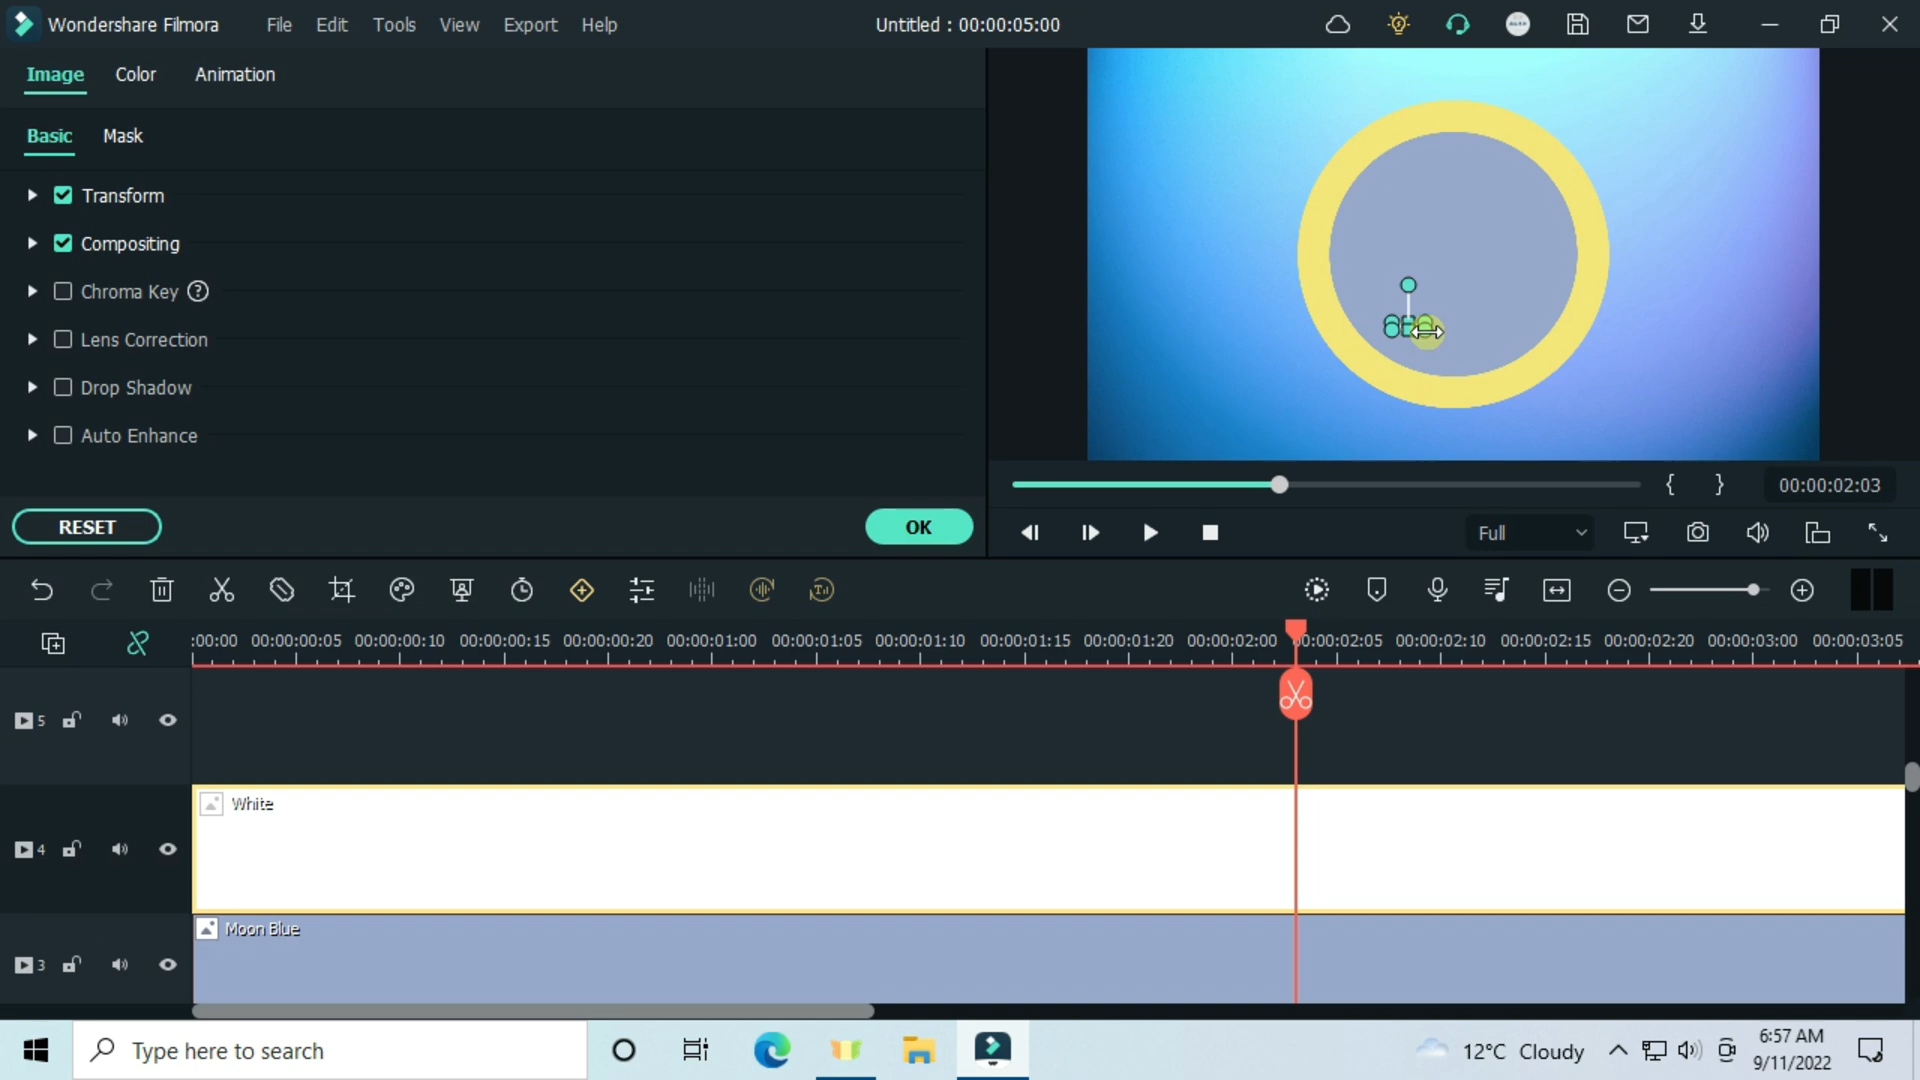 Wondershare Filmora File Edit Tools View Export Help Untitled : 00:00:05:00
Image Color Animation
Basic Mask
Transform
Compositing
Chroma Key ?
Lens Correction
Drop Shadow
Auto Enhance
RESET OK
{ } 00:00:02:03
Full
:00:00 00:00:00:05 00:00:00:10 00:00:00:15 00:00:00:20 00:00:01:00 00:00:01:05 00:00:01:10 00:00:01:15 00:00:01:20 00:00:02:00 00:00:02:05 00:00:02:10 00:00:02:15 00:00:02:20 00:00:03:00 00:00:03:05
5
White
4
Moon Blue
3
Type here to search 12°C Cloudy 6:57 AM
9/11/2022